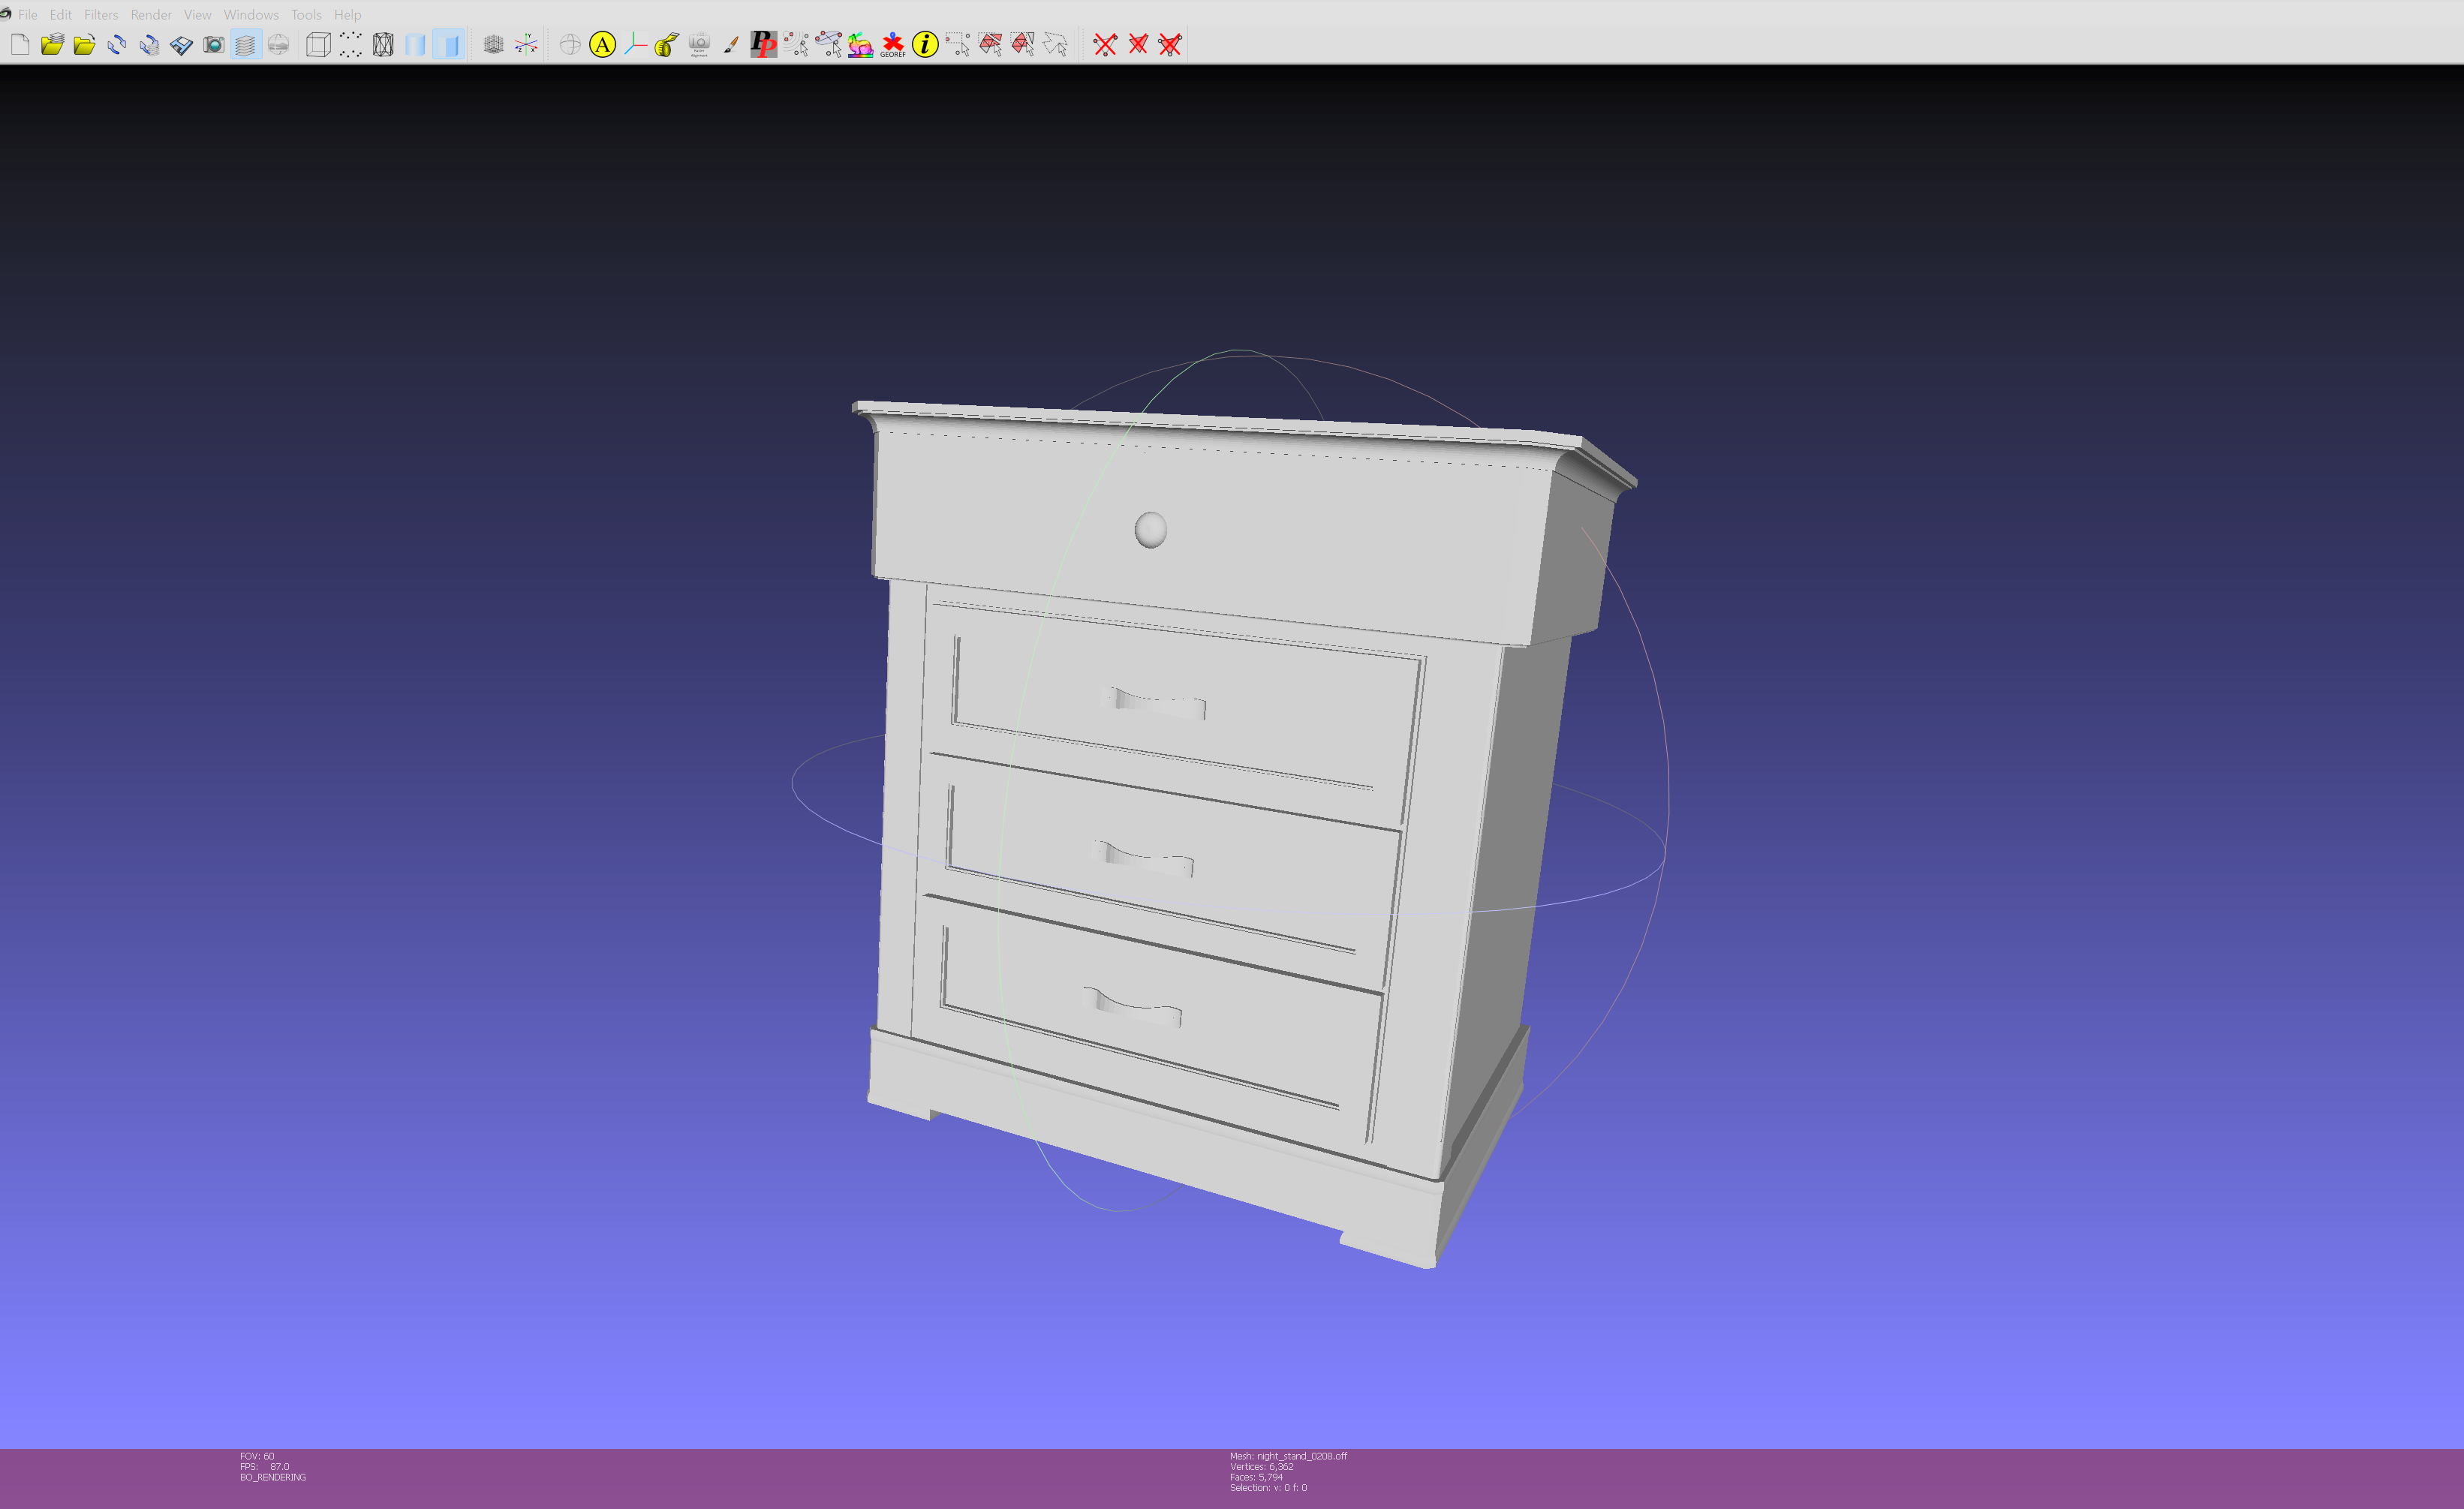 File Edit Filters Render View Windows Tools Help
A
PP
GEOREF
i
FOV: 60
FPS: 87.0
BO_RENDERING
Mesh: night_stand_0208.off
Vertices: 6,362
Faces: 5,794
Selection: v: 0 f: 0